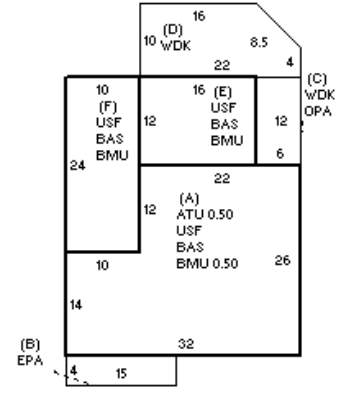 16
(D)
WDK
10
8.5
4
22
(C)
WDK
OPA
10
(F)
USF
BAS
BMU
16
(E)
USF
BAS
BMU
12
12
6
24
22
(A)
ATU 0.50
USF
BAS
BMU 0.50
12
26
10
14
32
(B)
EPA
4
15